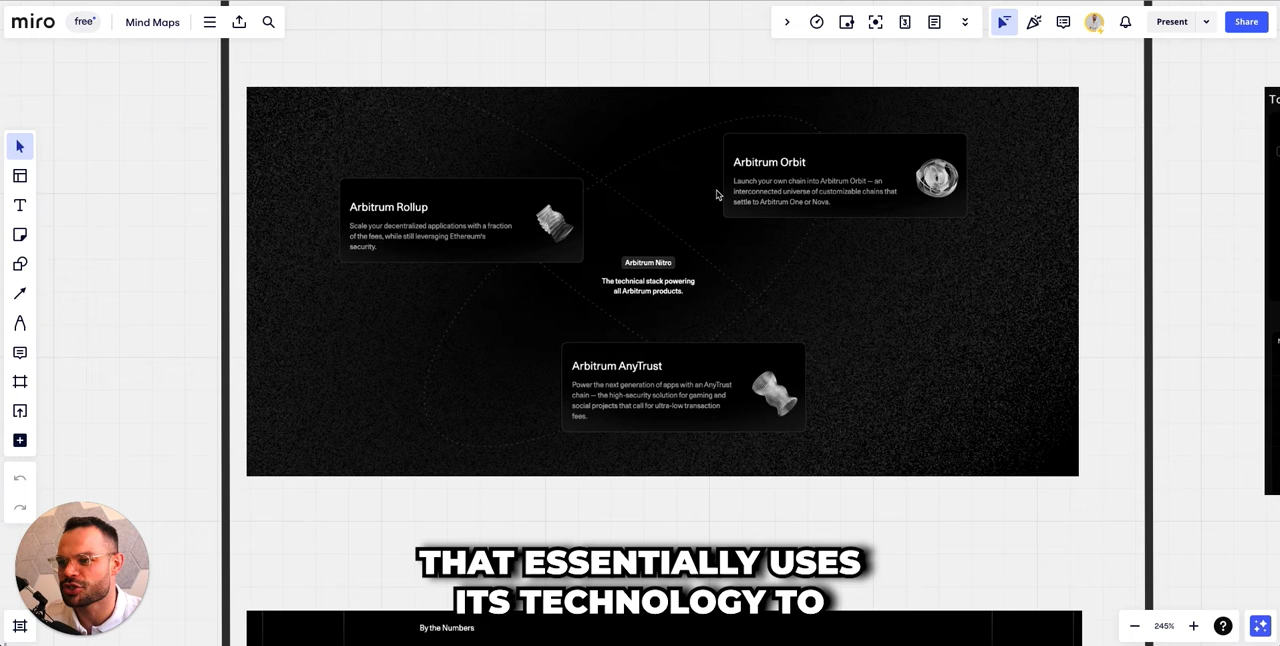 miro free Mind Maps Present Share
Arbitrum Orbit
Launch your own chain into Arbitrum Orbit — an
interconnected universe of customizable chains that
settle to Arbitrum One or Nova.
Arbitrum Rollup
Scale your decentralized applications with a fraction
of the fees, while still leveraging Ethereum's
security.
Arbitrum Nitro
The technical stack powering
all Arbitrum products.
Arbitrum AnyTrust
Power the next generation of apps with an AnyTrust
chain — the high-security solution for gaming and
social projects that call for ultra-low transaction
fees.
THAT ESSENTIALLY USES
ITS TECHNOLOGY TO
By the Numbers
245%